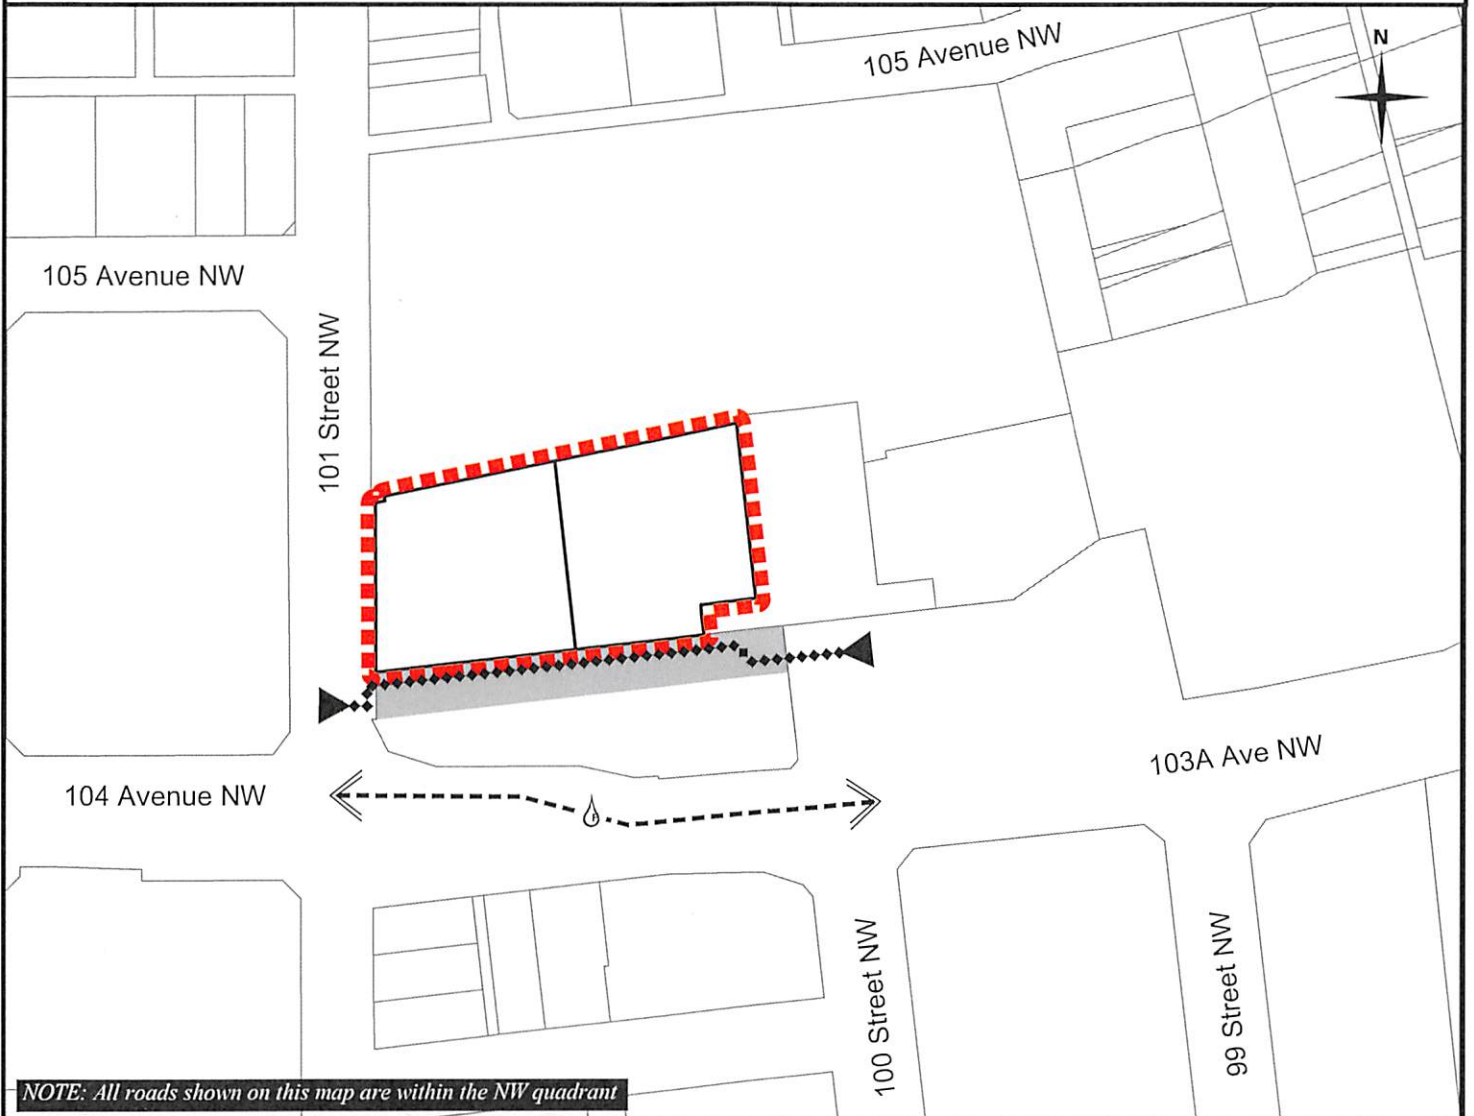 105 Avenue NW
N
105 Avenue NW
101 Street NW
103A Ave NW
104 Avenue NW
100 Street NW
99 Street NW
NOTE: All roads shown on this map are within the NW quadrant